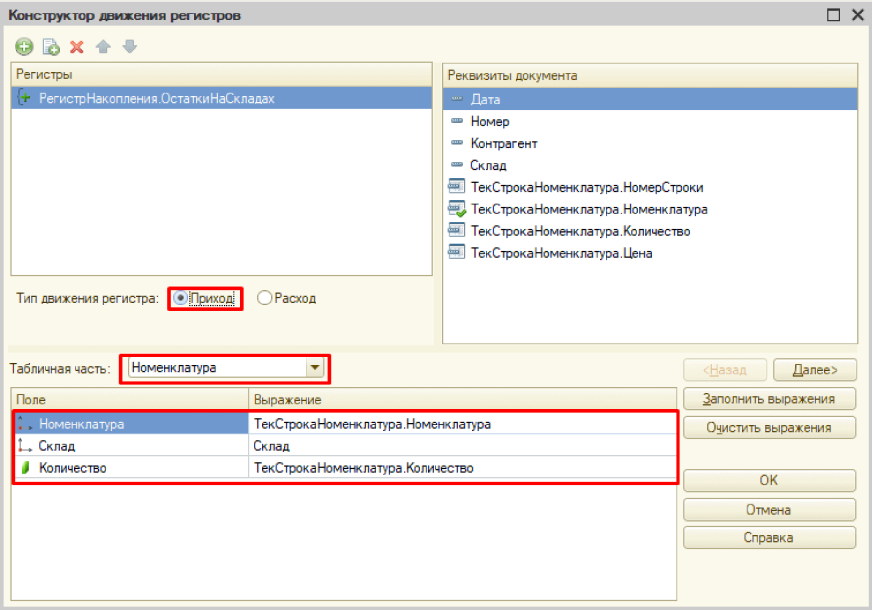 Конструктор движения регистров
Регистры
РегистрНакопления.ОстаткиНаСкладах
Реквизиты документа
Дата
Номер
Контрагент
Склад
ТекСтрокаНоменклатура.НомерСтроки
ТекСтрокаНоменклатура.Номенклатура
ТекСтрокаНоменклатура.Количество
ТекСтрокаНоменклатура.Цена
Тип движения регистра: Приход Расход
Табличная часть: Номенклатура
<Назад Далее>
Поле Выражение
Номенклатура ТекСтрокаНоменклатура.Номенклатура
Склад Склад
Количество ТекСтрокаНоменклатура.Количество
Заполнить выражения
Очистить выражения
OK
Отмена
Справка